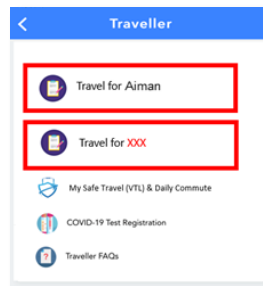 Traveller
Travel for Aiman
Travel for XXX
My Safe Travel (VTL) & Daily Commute
COVID-19 Test Registration
Traveller FAQs